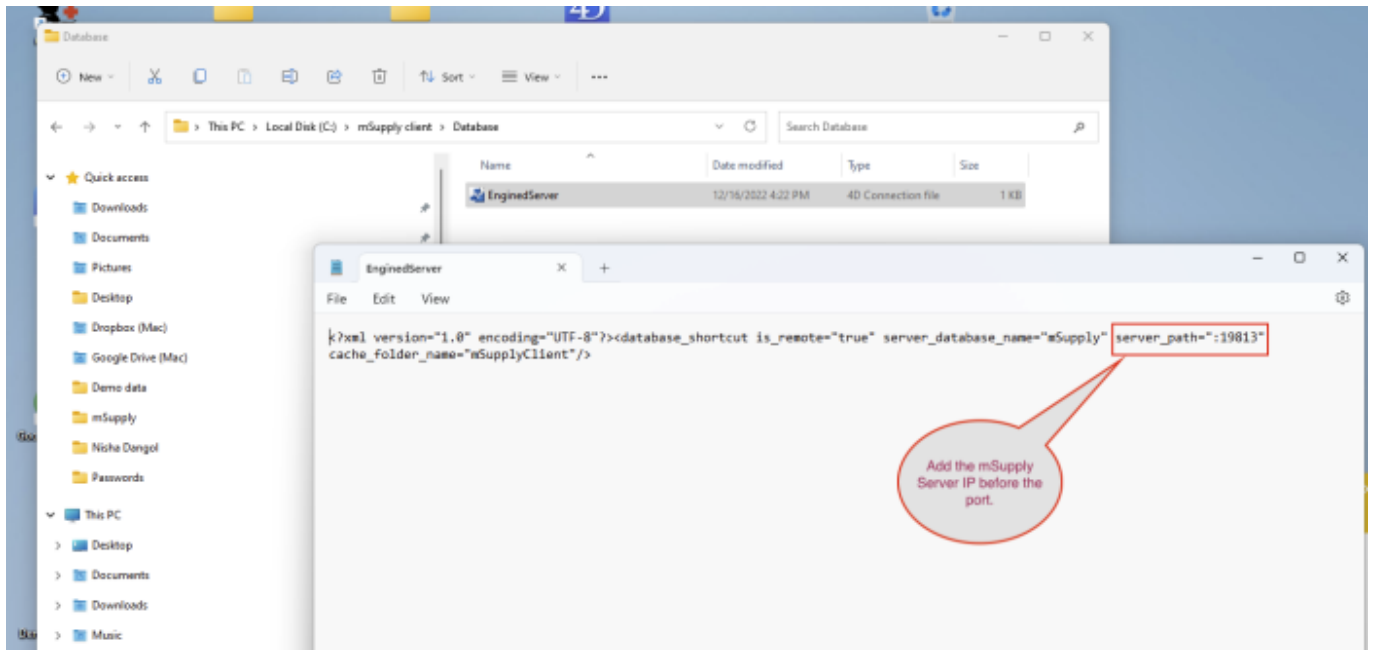 Database
New
Sort
View
This PC > Local Disk (C:) > mSupply client > Database
Search Database
Name
Date modified
Type
Size
EnginedServer
12/16/2022 4:22 PM
4D Connection file
1 KB
Quick access
Downloads
Documents
Pictures
Desktop
Dropbox (Mac)
Google Drive (Mac)
Demo data
mSupply
Nisha Dangol
Passwords
This PC
Desktop
Documents
Downloads
Music
EnginedServer
File Edit View
<?xml version="1.0" encoding="UTF-8"?><database_shortcut is_remote="true" server_database_name="mSupply" server_path=":19813"
cache_folder_name="mSupplyClient"/>
Add the mSupply
Server IP before the
port.